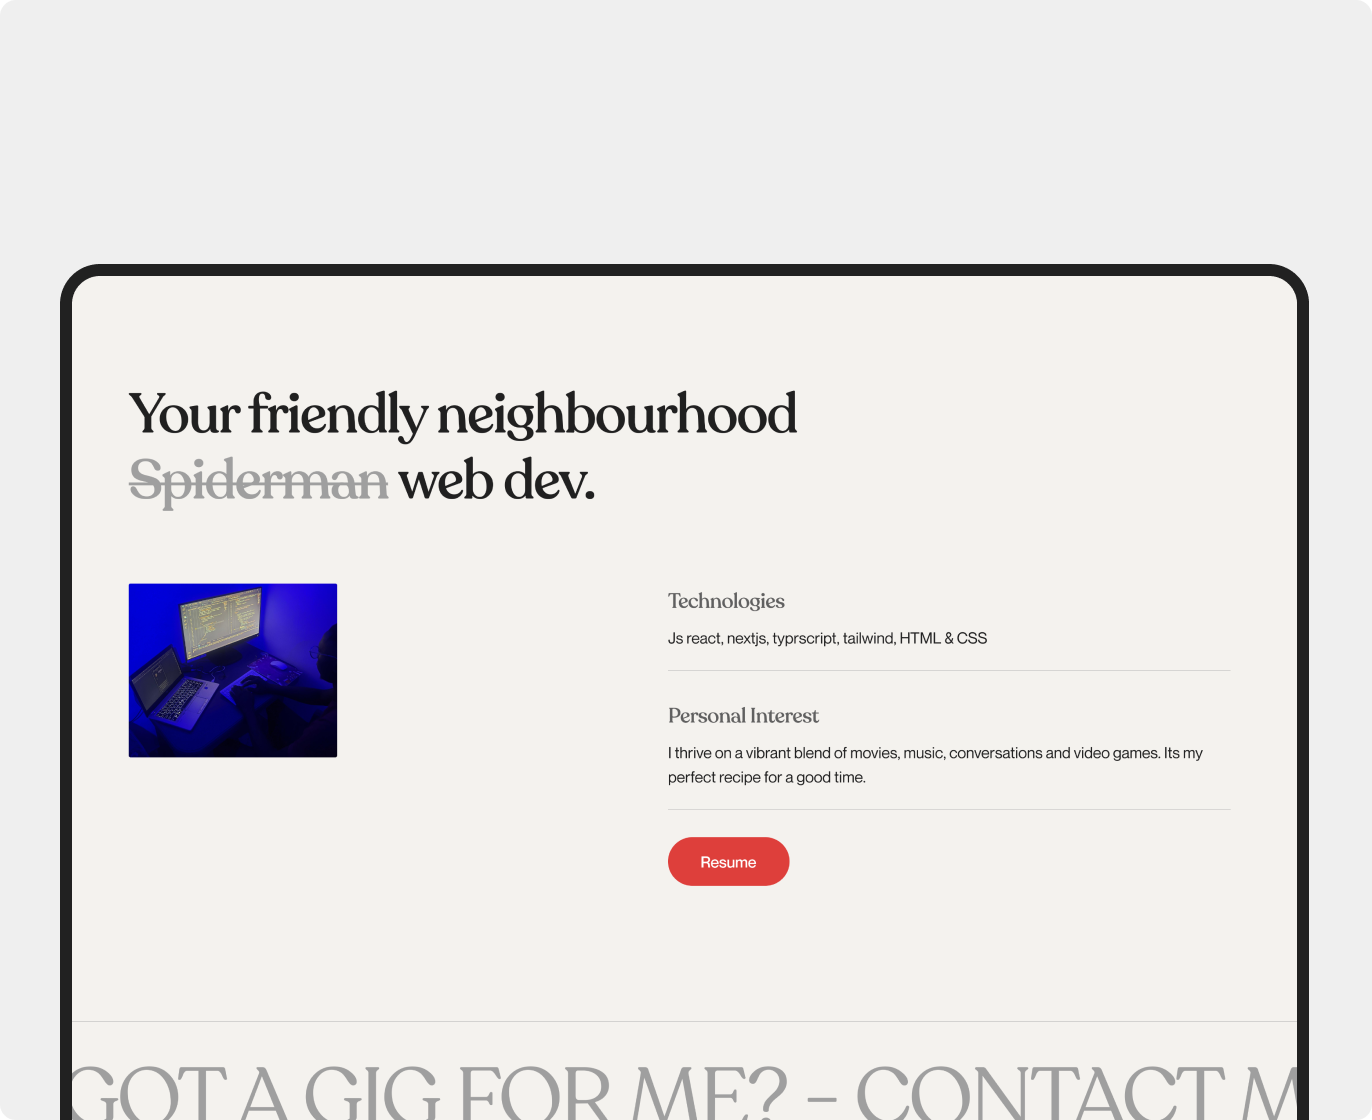 Your friendly neighbourhood
Spiderman web dev.
Technologies
Js react, nextjs, typrscript, tailwind, HTML & CSS
Personal Interest
I thrive on a vibrant blend of movies, music, conversations and video games. Its my
perfect recipe for a good time.
Resume
GOT A GIG FOR ME? – CONTACT M